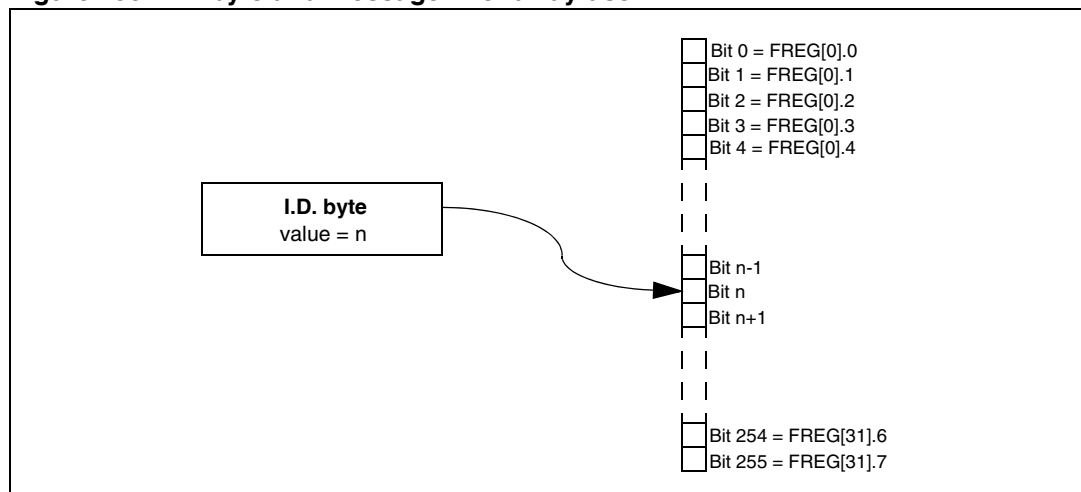 Bit 0 = FREG[0].0
Bit 1 = FREG[0].1
Bit 2 = FREG[0].2
Bit 3 = FREG[0].3
Bit 4 = FREG[0].4
I.D. byte
value = n
Bit n-1
Bit n
Bit n+1
Bit 254 = FREG[31].6
Bit 255 = FREG[31].7